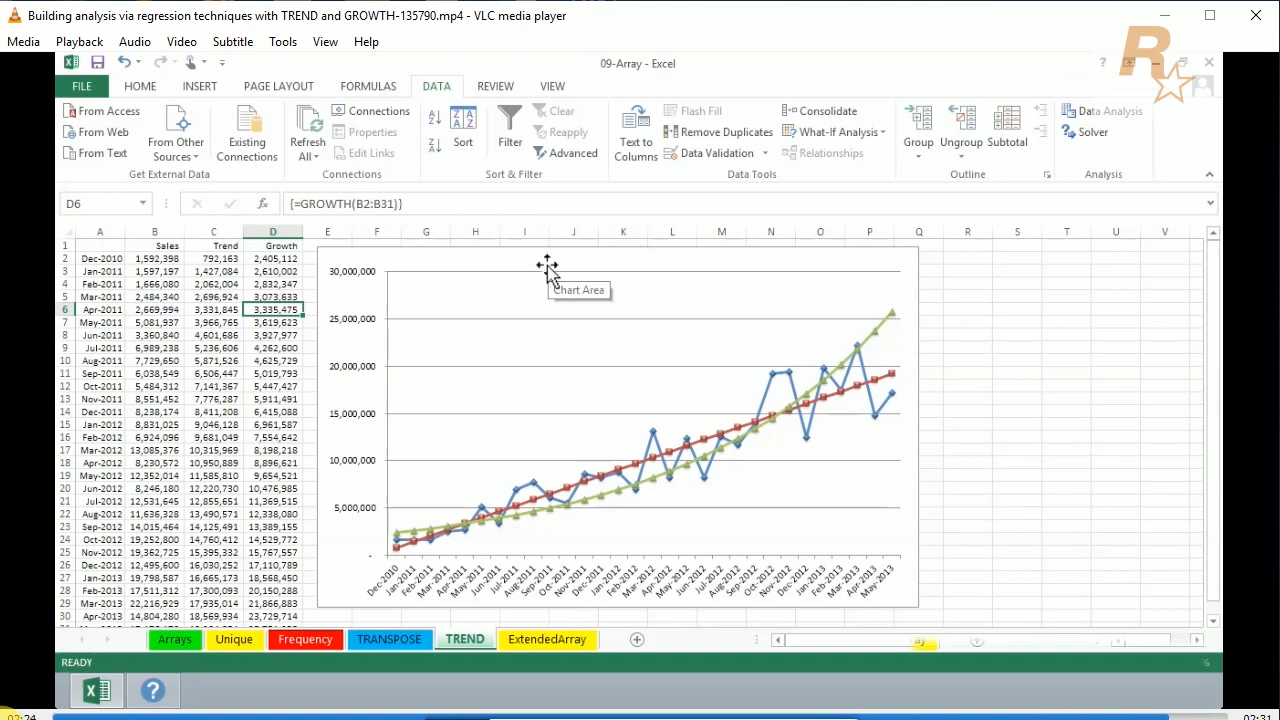 Building analysis via regression techniques with TREND and GROWTH-135790.mp4 - VLC media player
Media Playback Audio Video Subtitle Tools View Help
09-Array - Excel
R
FILE HOME INSERT PAGE LAYOUT FORMULAS DATA REVIEW VIEW
From Access
From Web
From Text
From Other Sources
Existing Connections
Get External Data
Refresh All
Connections
Properties
Edit Links
Connections
Sort
Filter
Clear
Reapply
Advanced
Sort & Filter
Text to Columns
Flash Fill
Remove Duplicates
Data Validation
Consolidate
What-If Analysis
Relationships
Data Tools
Group
Ungroup
Subtotal
Outline
Data Analysis
Solver
Analysis
D6 fx {=GROWTH(B2:B31)}
A B C D E F G H I J K L M N O P Q R S T U V
1 Sales Trend Growth
2 Dec-2010 1,592,398 792,163 2,405,112
3 Jan-2011 1,597,197 1,427,084 2,610,002
4 Feb-2011 1,666,080 2,062,004 2,832,347
5 Mar-2011 2,484,340 2,696,924 3,073,633
6 Apr-2011 2,669,994 3,331,845 3,335,475
7 May-2011 5,081,937 3,966,765 3,619,623
8 Jun-2011 3,360,840 4,601,686 3,927,977
9 Jul-2011 6,989,238 5,236,606 4,262,600
10 Aug-2011 7,729,650 5,871,526 4,625,729
11 Sep-2011 6,038,549 6,506,447 5,019,793
12 Oct-2011 5,484,312 7,141,367 5,447,427
13 Nov-2011 8,551,452 7,776,287 5,911,491
14 Dec-2011 8,238,174 8,411,208 6,415,088
15 Jan-2012 8,831,025 9,046,128 6,961,587
16 Feb-2012 6,924,096 9,681,049 7,554,642
17 Mar-2012 13,085,376 10,315,969 8,198,218
18 Apr-2012 8,230,572 10,950,889 8,896,621
19 May-2012 12,352,014 11,585,810 9,654,521
20 Jun-2012 8,246,180 12,220,730 10,476,985
21 Jul-2012 12,531,645 12,855,651 11,369,515
22 Aug-2012 11,636,328 13,490,571 12,338,080
23 Sep-2012 14,015,464 14,125,491 13,389,155
24 Oct-2012 19,252,800 14,760,412 14,529,772
25 Nov-2012 19,362,725 15,395,332 15,767,557
26 Dec-2012 12,495,600 16,030,252 17,110,789
27 Jan-2013 19,798,587 16,665,173 18,568,450
28 Feb-2013 17,511,312 17,300,093 20,150,288
29 Mar-2013 22,216,929 17,935,014 21,866,883
30 Apr-2013 14,804,280 18,569,934 23,729,714
Chart Area
30,000,000
25,000,000
20,000,000
15,000,000
10,000,000
5,000,000
-
Dec-2010 Jan-2011 Feb-2011 Mar-2011 Apr-2011 May-2011 Jun-2011 Jul-2011 Aug-2011 Sep-2011 Oct-2011 Nov-2011 Dec-2011 Jan-2012 Feb-2012 Mar-2012 Apr-2012 May-2012 Jun-2012 Jul-2012 Aug-2012 Sep-2012 Oct-2012 Nov-2012 Dec-2012 Jan-2013 Feb-2013 Mar-2013 Apr-2013 May-2013
Arrays Unique Frequency TRANSPOSE TREND ExtendedArray
READY
02:24 02:31